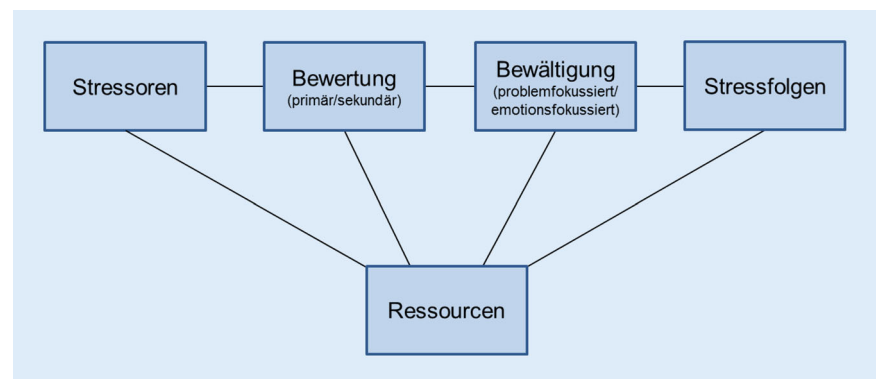 Stressoren
Bewertung
(primär/sekundär)
Bewältigung
(problemfokussiert/
emotionsfokussiert)
Stressfolgen
Ressourcen